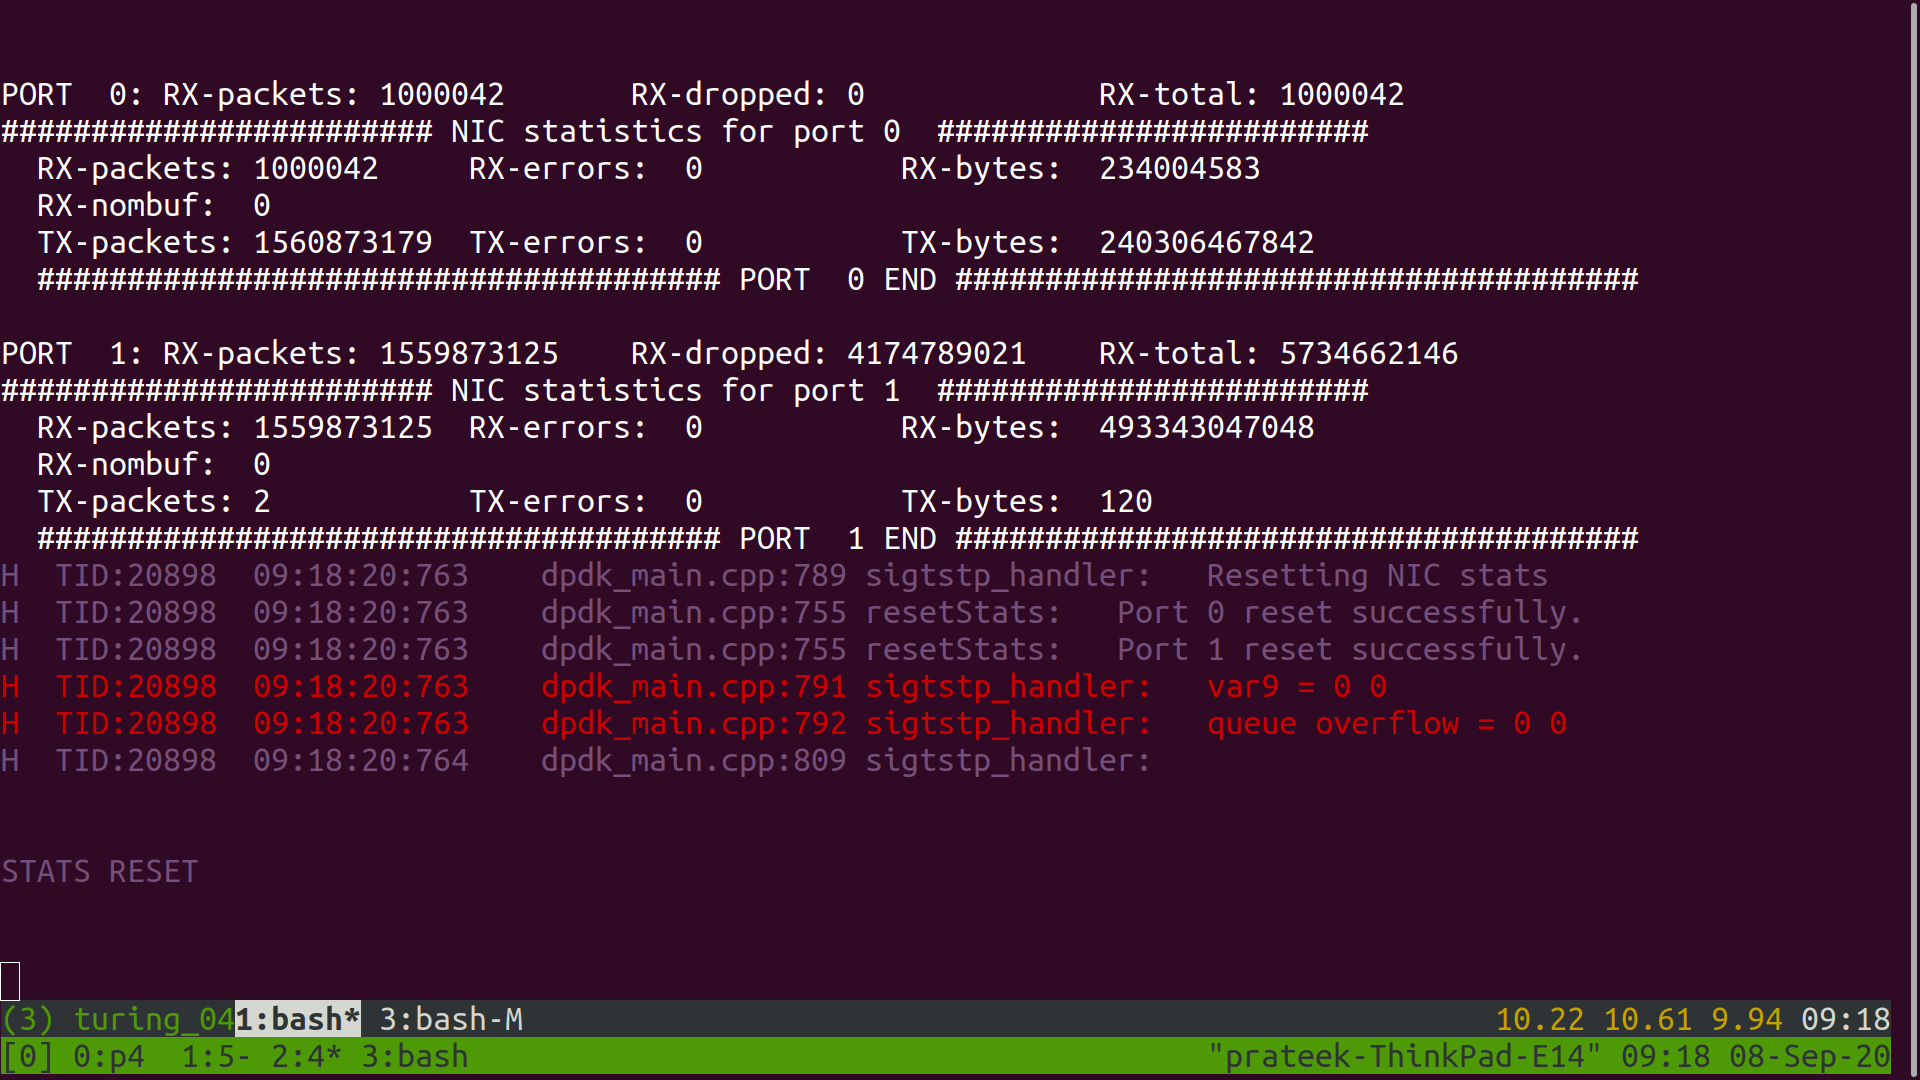 PORT  0: RX-packets: 1000042       RX-dropped: 0             RX-total: 1000042
######################## NIC statistics for port 0  ########################
  RX-packets: 1000042     RX-errors:  0           RX-bytes:  234004583
  RX-nombuf:  0
  TX-packets: 1560873179  TX-errors:  0           TX-bytes:  240306467842
  ###################################### PORT  0 END ######################################
PORT  1: RX-packets: 1559873125    RX-dropped: 4174789021    RX-total: 5734662146
######################## NIC statistics for port 1  ########################
  RX-packets: 1559873125  RX-errors:  0           RX-bytes:  493343047048
  RX-nombuf:  0
  TX-packets: 2           TX-errors:  0           TX-bytes:  120
  ###################################### PORT  1 END ######################################
H  TID:20898  09:18:20:763    dpdk_main.cpp:789 sigtstp_handler:   Resetting NIC stats
H  TID:20898  09:18:20:763    dpdk_main.cpp:755 resetStats:   Port 0 reset successfully.
H  TID:20898  09:18:20:763    dpdk_main.cpp:755 resetStats:   Port 1 reset successfully.
H  TID:20898  09:18:20:763    dpdk_main.cpp:791 sigtstp_handler:   var9 = 0 0
H  TID:20898  09:18:20:763    dpdk_main.cpp:792 sigtstp_handler:   queue overflow = 0 0
H  TID:20898  09:18:20:764    dpdk_main.cpp:809 sigtstp_handler:
STATS RESET
(3) turing_041:bash* 3:bash-M                                                      10.22 10.61 9.94 09:18
[0] 0:p4  1:5- 2:4* 3:bash                                         "prateek-ThinkPad-E14" 09:18 08-Sep-20